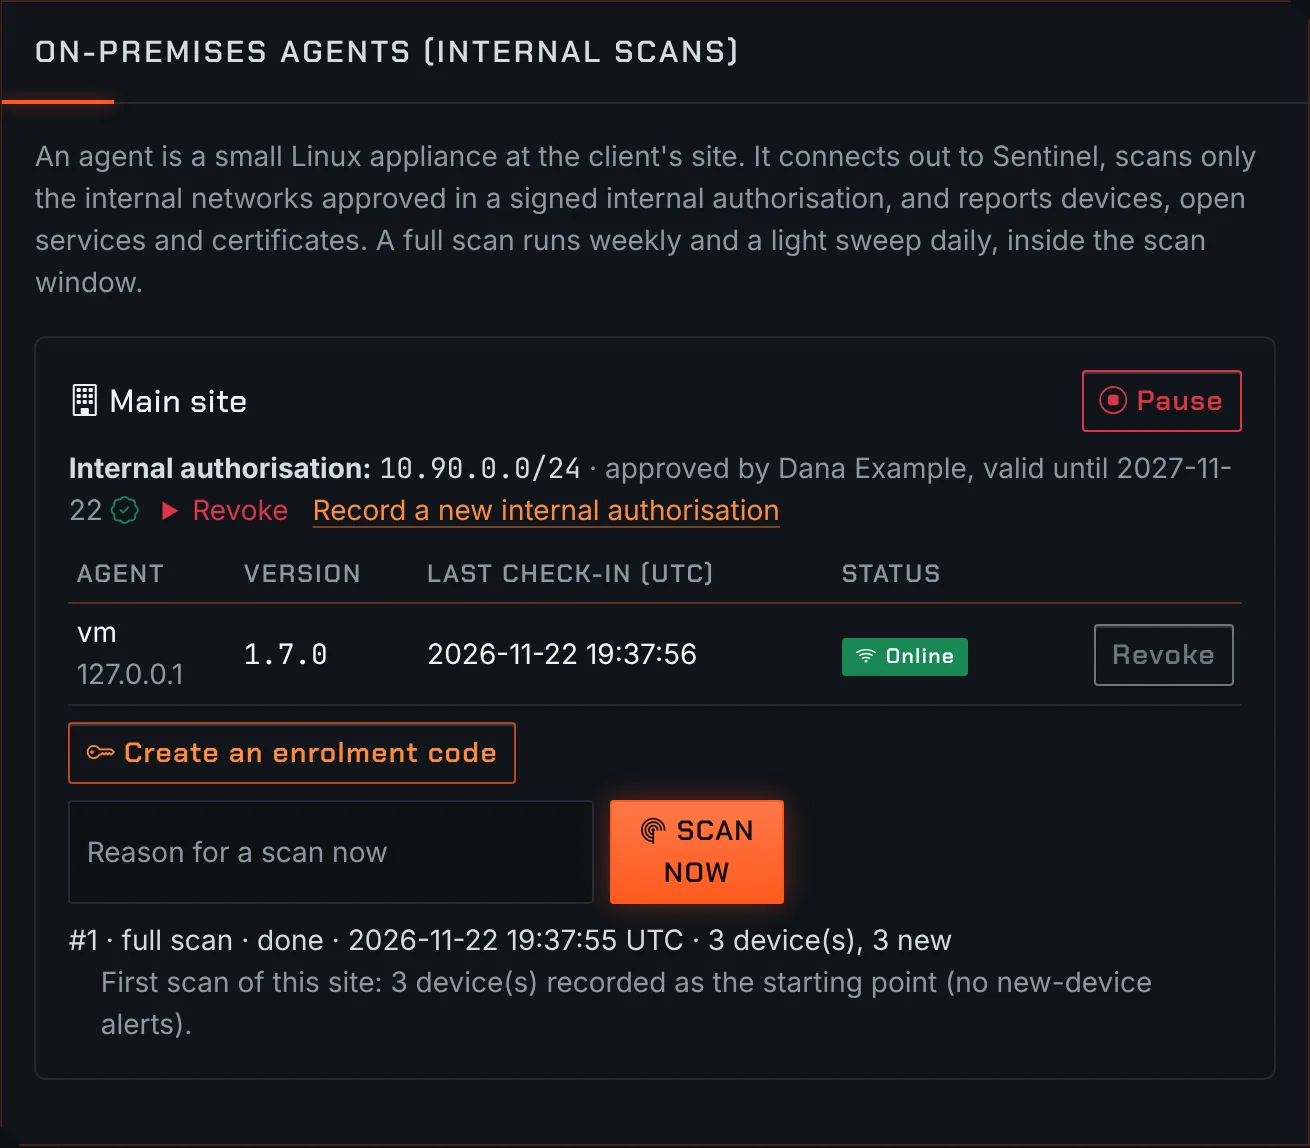 ON-PREMISES AGENTS (INTERNAL SCANS)
An agent is a small Linux appliance at the client's site. It connects out to Sentinel, scans only
the internal networks approved in a signed internal authorisation, and reports devices, open
services and certificates. A full scan runs weekly and a light sweep daily, inside the scan
window.
Main site
Pause
Internal authorisation: 10.90.0.0/24 · approved by Dana Example, valid until 2027-11-
22 Revoke Record a new internal authorisation
AGENT VERSION LAST CHECK-IN (UTC) STATUS
vm
127.0.0.1
1.7.0
2026-11-22 19:37:56
Online
Revoke
Create an enrolment code
Reason for a scan now
SCAN
NOW
#1 · full scan · done · 2026-11-22 19:37:55 UTC · 3 device(s), 3 new
First scan of this site: 3 device(s) recorded as the starting point (no new-device
alerts).